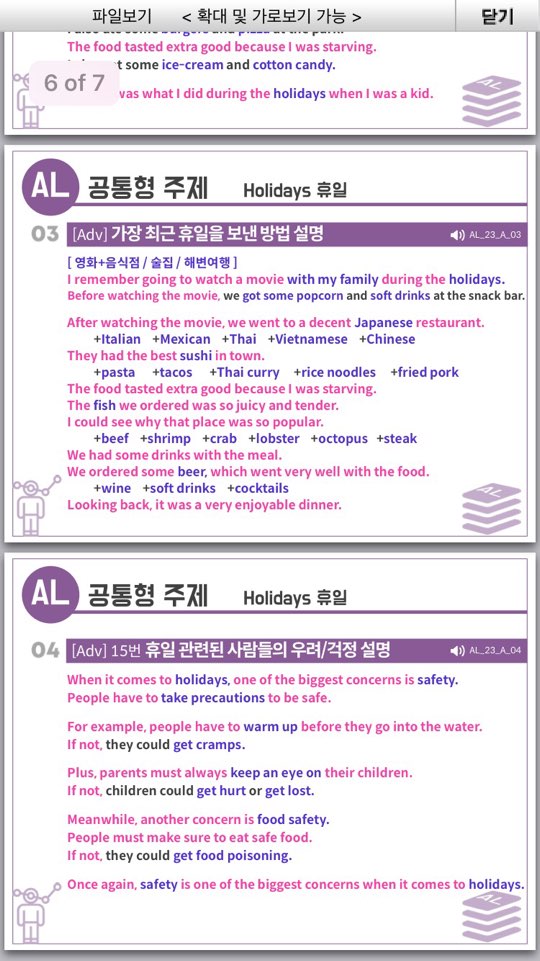 파일보기 < 확대 및 가로보기 가능 > 닫기
burgers and pizza at the park.
The food tasted extra good because I was starving.
t some ice-cream and cotton candy.
6 of 7
was what I did during the holidays when I was a kid.
AL
AL 공통형 주제 Holidays 휴일
03 [Adv] 가장 최근 휴일을 보낸 방법 설명 AL_23_A_03
[ 영화+음식점 / 술집 / 해변여행 ]
I remember going to watch a movie with my family during the holidays.
Before watching the movie, we got some popcorn and soft drinks at the snack bar.
After watching the movie, we went to a decent Japanese restaurant.
+Italian +Mexican +Thai +Vietnamese +Chinese
They had the best sushi in town.
+pasta +tacos +Thai curry +rice noodles +fried pork
The food tasted extra good because I was starving.
The fish we ordered was so juicy and tender.
I could see why that place was so popular.
+beef +shrimp +crab +lobster +octopus +steak
We had some drinks with the meal.
We ordered some beer, which went very well with the food.
+wine +soft drinks +cocktails
Looking back, it was a very enjoyable dinner.
AL
AL 공통형 주제 Holidays 휴일
04 [Adv] 15번 휴일 관련된 사람들의 우려/걱정 설명 AL_23_A_04
When it comes to holidays, one of the biggest concerns is safety.
People have to take precautions to be safe.
For example, people have to warm up before they go into the water.
If not, they could get cramps.
Plus, parents must always keep an eye on their children.
If not, children could get hurt or get lost.
Meanwhile, another concern is food safety.
People must make sure to eat safe food.
If not, they could get food poisoning.
Once again, safety is one of the biggest concerns when it comes to holidays.
AL